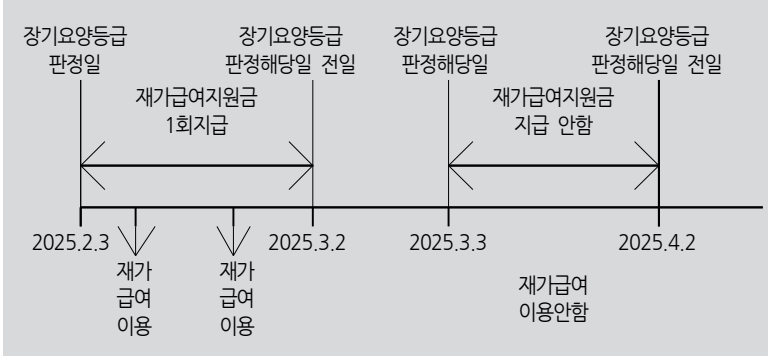 장기요양등급
판정일
장기요양등급
판정해당일 전일
장기요양등급
판정해당일
장기요양등급
판정해당일 전일
재가급여지원금
1회지급
재가급여지원금
지급 안함
2025.2.3
2025.3.2
2025.3.3
2025.4.2
재가
급여
이용
재가
급여
이용
재가급여
이용안함